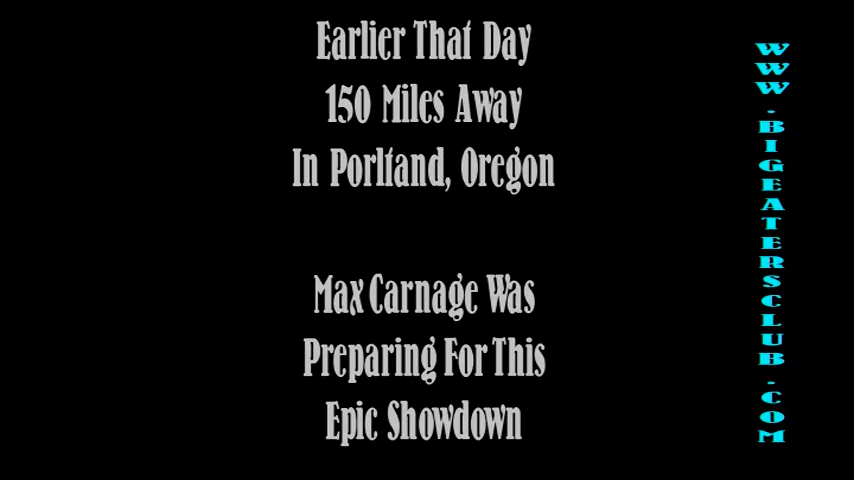 Earlier That Day
150 Miles Away
In Porltand, Oregon
Max Carnage Was
Preparing For This
Epic Showdown
WWW.BIGEATERSCLUB.COM